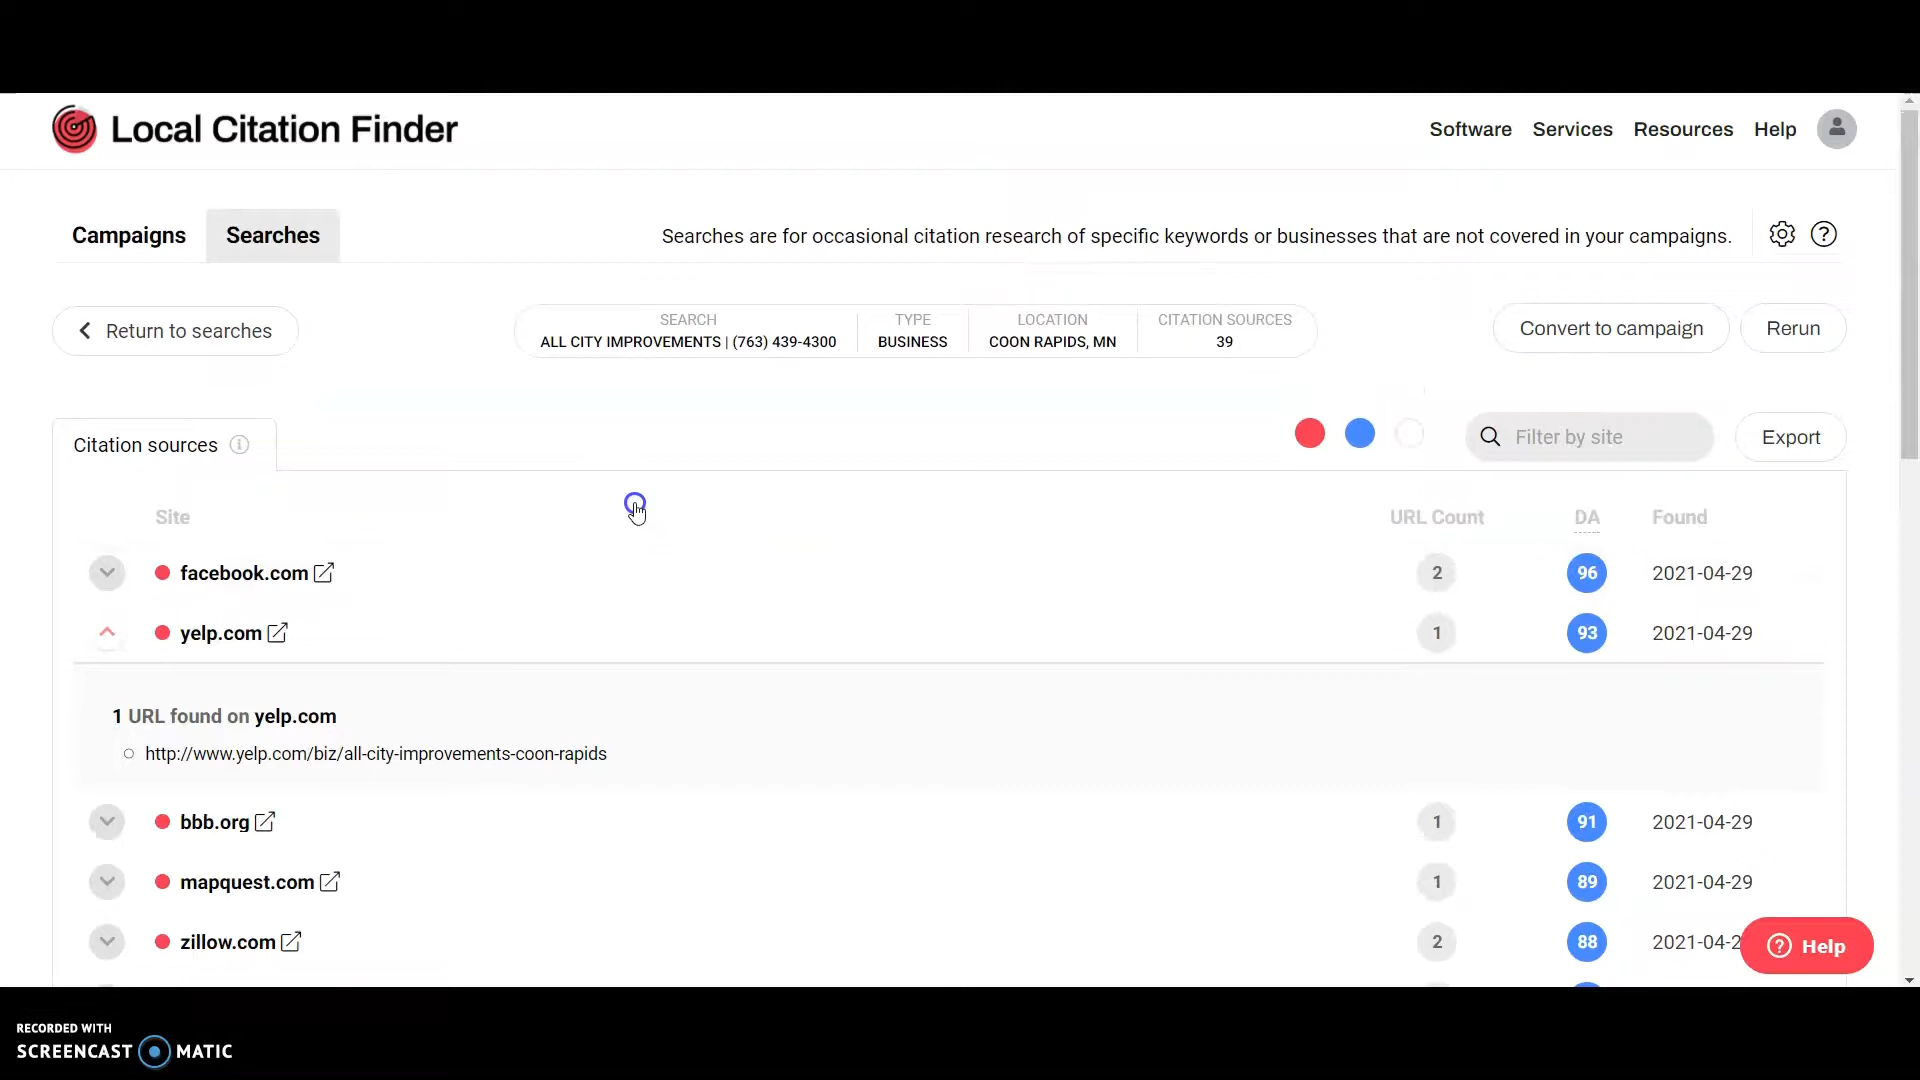 Local Citation Finder
Software Services Resources Help
Campaigns Searches Searches are for occasional citation research of specific keywords or businesses that are not covered in your campaigns.
Return to searches
SEARCH TYPE LOCATION CITATION SOURCES
ALL CITY IMPROVEMENTS | (763) 439-4300 BUSINESS COON RAPIDS, MN 39
Convert to campaign Rerun
Citation sources Filter by site Export
Site URL Count DA Found
facebook.com 2 96 2021-04-29
yelp.com 1 93 2021-04-29
1 URL found on yelp.com
http://www.yelp.com/biz/all-city-improvements-coon-rapids
bbb.org 1 91 2021-04-29
mapquest.com 1 89 2021-04-29
zillow.com 2 88 2021-04-2
Help
RECORDED WITH
SCREENCAST MATIC